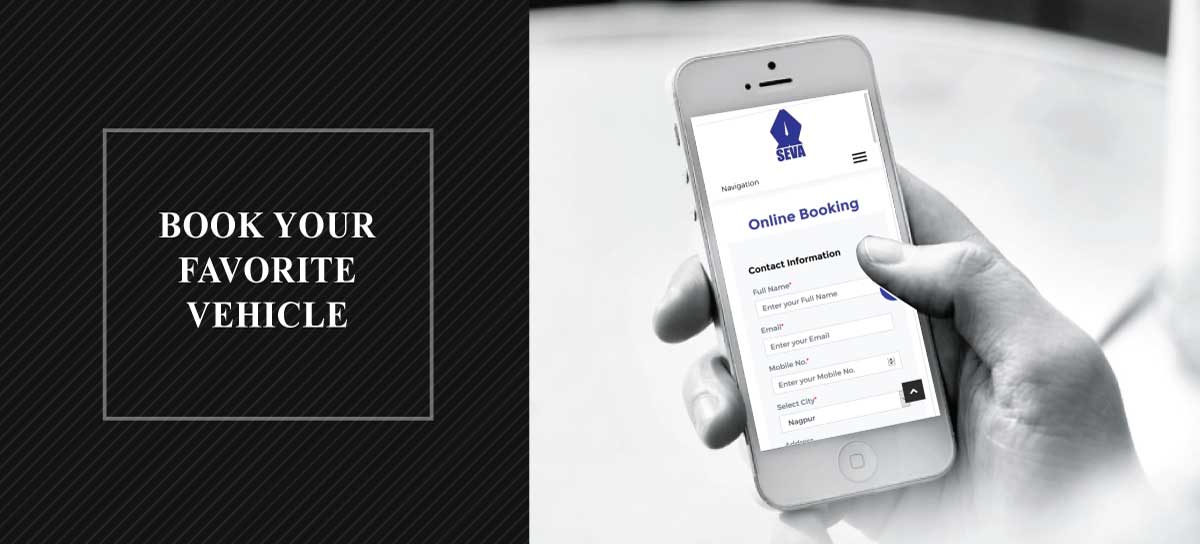 BOOK YOUR
FAVORITE
VEHICLE
SEVA
Navigation
Online Booking
Contact Information
Full Name*
Enter your Full Name
Email*
Enter your Email
Mobile No.*
Enter your Mobile No.
Select City*
Nagpur
Address